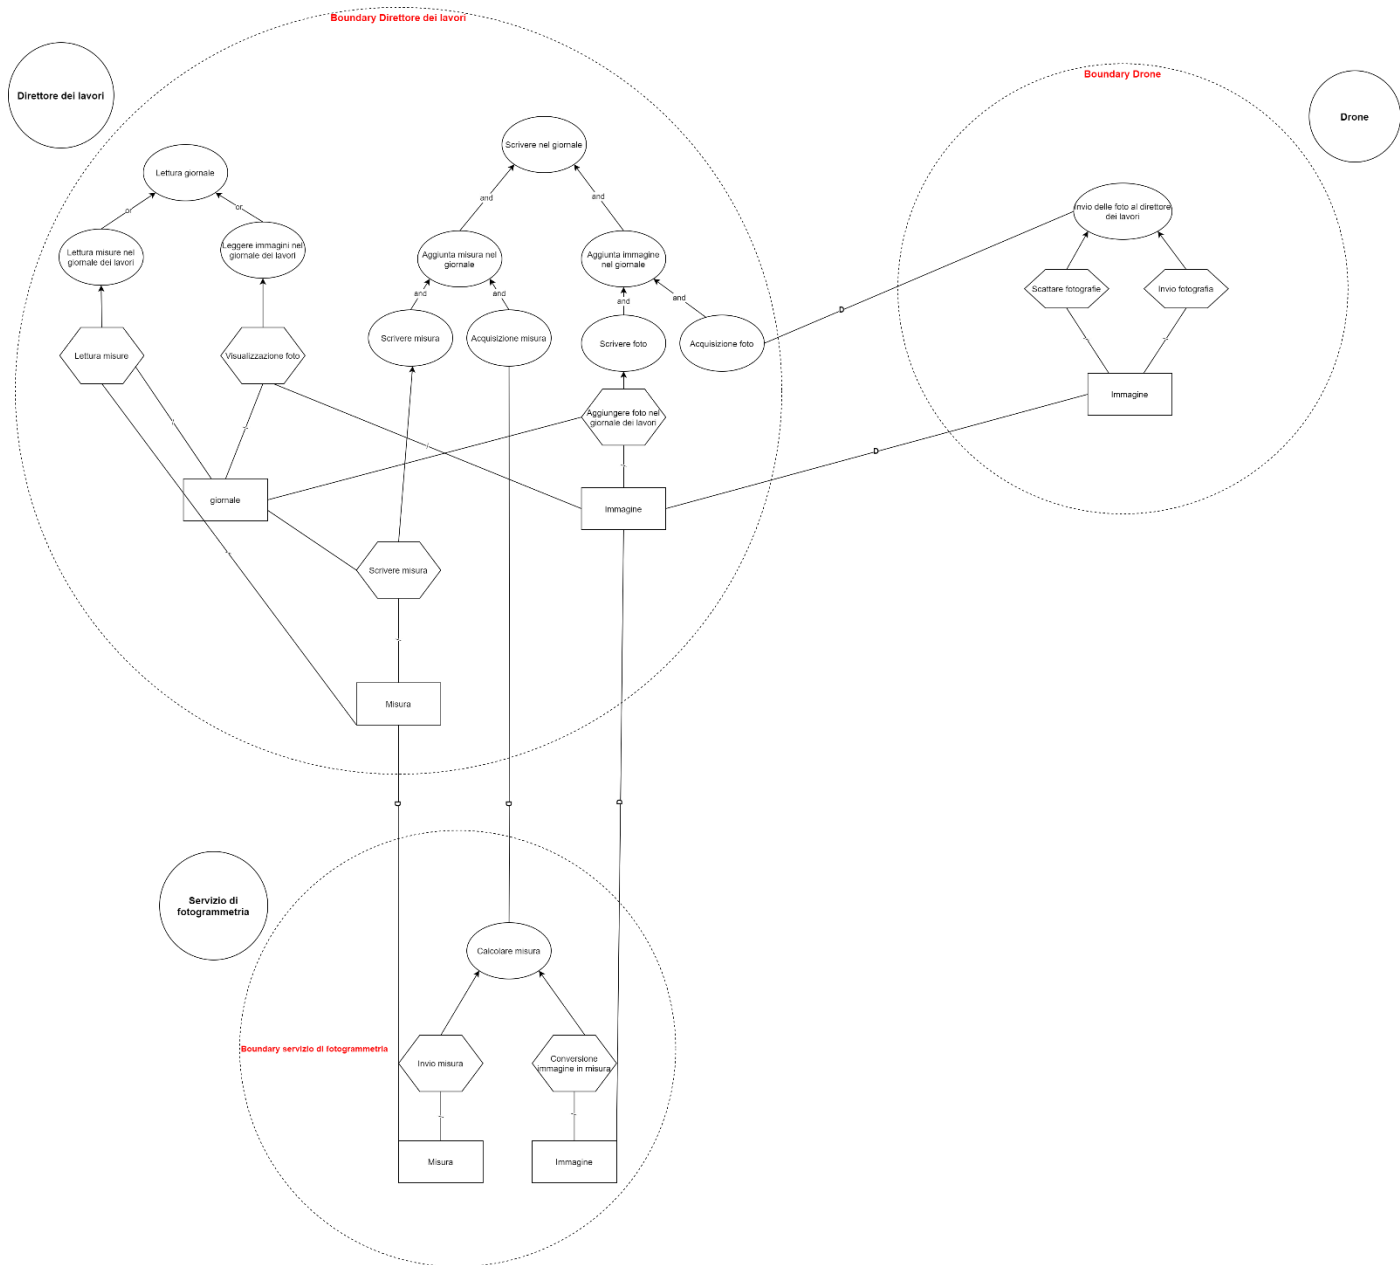 Boundary Direttore dei lavori
Direttore dei lavori
Boundary Drone
Drone
Scrivere nel giornale
Lettura giornale
and
and
or
or
Invio delle foto al direttore
dei lavori
Lettura misure nel
giornale dei lavori
Leggere immagini nel
giornale dei lavori
Aggiunta misura nel
giornale
Aggiunta immagine
nel giornale
and
and
and
and
Scattare fotografie
Invio fotografia
D
Scrivere misura
Acquisizione misura
Scrivere foto
Acquisizione foto
Lettura misure
Visualizzazione foto
Immagine
Aggiungere foto nel
giornale dei lavori
D
giornale
Immagine
Scrivere misura
Misura
D
D
D
Servizio di
fotogrammetria
Calcolare misura
Boundary servizio di fotogrammetria
Invio misura
Conversione
immagine in misura
Misura
Immagine